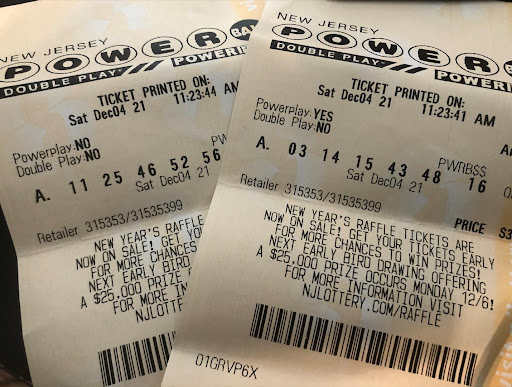 NEW JERSEY
POWER
DOUBLE PLAY
POWERP
TICKET PRINTED ON:
Sat Dec04 21 11:23:44 AM
Powerplay:NO
Double Play:NO
A. 11 25 46 52 56
Sat Dec04 21
Retailer 315353/31535399
NEW YEAR'S RAFFLE
NOW ON SALE! GET YOU
FOR MORE CHANCES
NEXT EARLY BIRD
A $25,000 PRIZE
FOR MORE IN
NJLOTTE
NEW JERSEY
POWER
DOUBLE PLAY
POWER
TICKET PRINTED ON:
Sat Dec04 21 11:23:41 AM
Powerplay:YES
Double Play:NO
PWRBSS
A. 03 14 15 43 48 16
Sat Dec04 21
Retailer 315353/31535399
PRICE $3
NEW YEAR'S RAFFLE TICKETS ARE
NOW ON SALE! GET YOUR TICKETS EARLY
FOR MORE CHANCES TO WIN PRIZES!
NEXT EARLY BIRD DRAWING OFFERING
A $25,000 PRIZE OCCURS MONDAY 12/6!
FOR MORE INFORMATION VISIT
NJLOTTERY.COM/RAFFLE
01GRVP6X